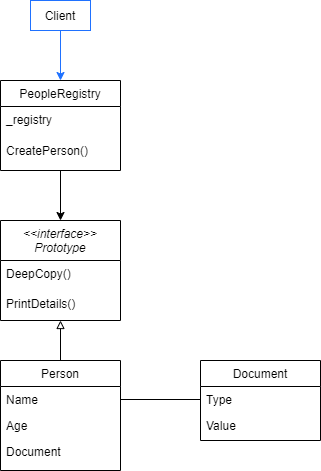 Client
PeopleRegistry
_registry
CreatePerson()
<<interface>>
Prototype
DeepCopy()
PrintDetails()
Person
Name
Age
Document
Document
Type
Value